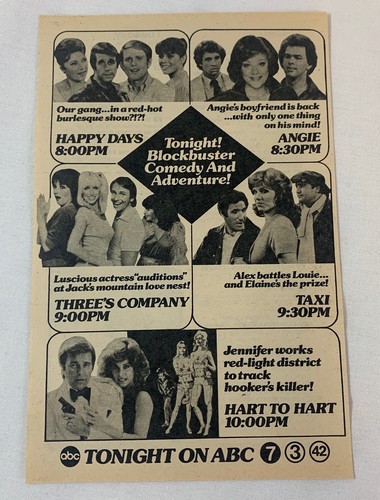 Our gang...in a red-hot
burlesque show?!?!
HAPPY DAYS
8:00PM
Angie's boyfriend is back
...with only one thing
on his mind!
ANGIE
8:30PM
Tonight!
Blockbuster
Comedy And
Adventure!
Luscious actress "auditions"
at Jack's mountain love nest!
THREE'S COMPANY
9:00PM
Alex battles Louie...
and Elaine's the prize!
TAXI
9:30PM
Jennifer works
red-light district
to track
hooker's killer!
HART TO HART
10:00PM
abc TONIGHT ON ABC 7 3 42